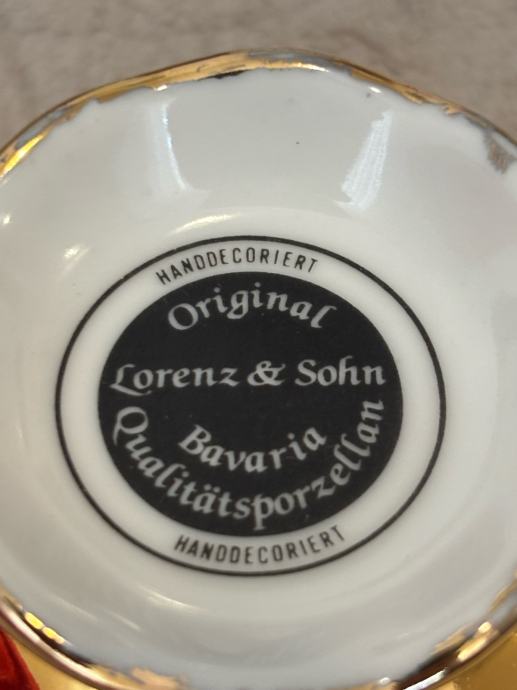 HANDDECORIERT
Original
Lorenz & Sohn
Bavaria
Qualitätsporzellan
HANDDECORIERT